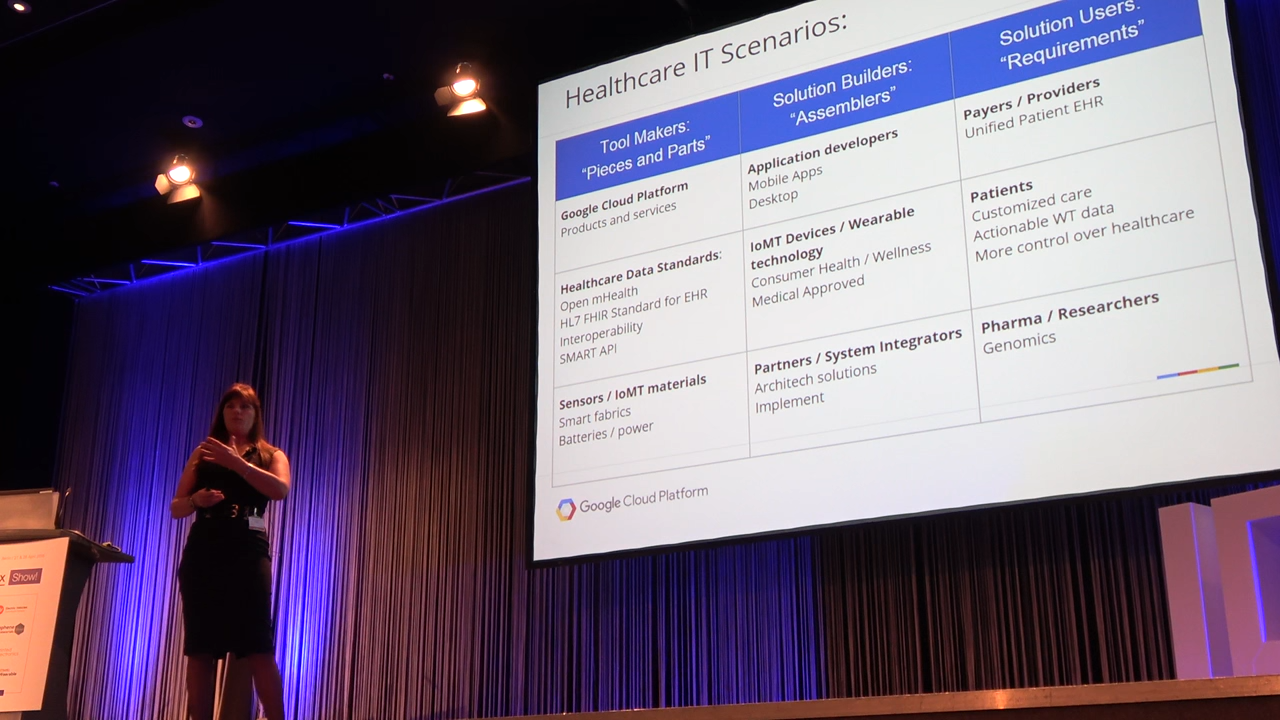 Healthcare IT Scenarios:
Tool Makers:
"Pieces and Parts"
Solution Builders:
"Assemblers"
Solution Users:
"Requirements"
Google Cloud Platform
Products and services
Application developers
Mobile Apps
Desktop
Payers / Providers
Unified Patient EHR
Healthcare Data Standards:
Open mHealth
HL7 FHIR Standard for EHR
Interoperability
SMART API
IoMT Devices / Wearable
technology
Consumer Health / Wellness
Medical Approved
Patients
Customized care
Actionable WT data
More control over healthcare
Sensors / IoMT materials
Smart fabrics
Batteries / power
Partners / System Integrators
Architech solutions
Implement
Pharma / Researchers
Genomics
Google Cloud Platform
x Show!